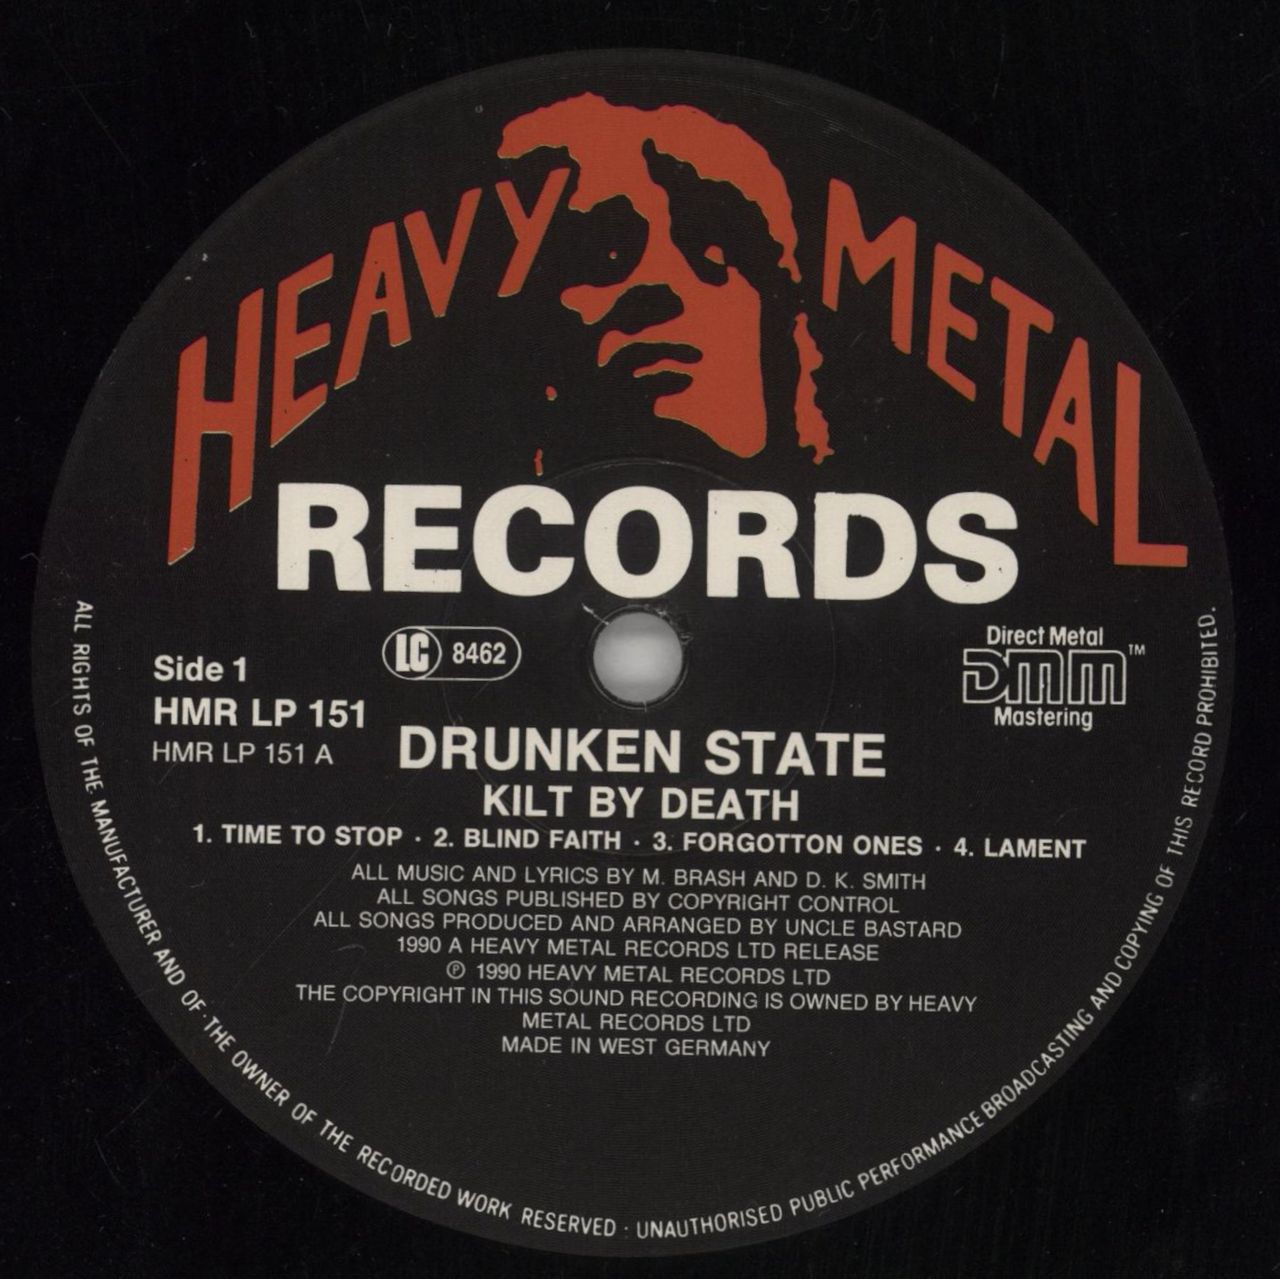 HEAVY METAL
RECORDS
LC 8462
Side 1
HMR LP 151
HMR LP 151 A
Direct Metal
DMM™
Mastering
DRUNKEN STATE
KILT BY DEATH
1. TIME TO STOP · 2. BLIND FAITH · 3. FORGOTTON ONES · 4. LAMENT
ALL MUSIC AND LYRICS BY M. BRASH AND D. K. SMITH
ALL SONGS PUBLISHED BY COPYRIGHT CONTROL
ALL SONGS PRODUCED AND ARRANGED BY UNCLE BASTARD
1990 A HEAVY METAL RECORDS LTD RELEASE
℗ 1990 HEAVY METAL RECORDS LTD
THE COPYRIGHT IN THIS SOUND RECORDING IS OWNED BY HEAVY
METAL RECORDS LTD
MADE IN WEST GERMANY
ALL RIGHTS OF THE MANUFACTURER AND OF THE OWNER OF THE RECORDED WORK RESERVED · UNAUTHORISED PUBLIC PERFORMANCE BROADCASTING AND COPYING OF THIS RECORD PROHIBITED.